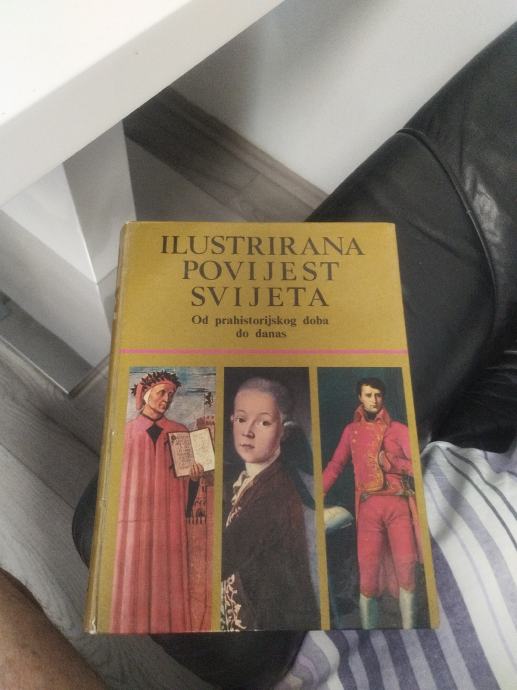 ILUSTRIRANA
POVIJEST
SVIJETA
Od prahistorijskog doba
do danas